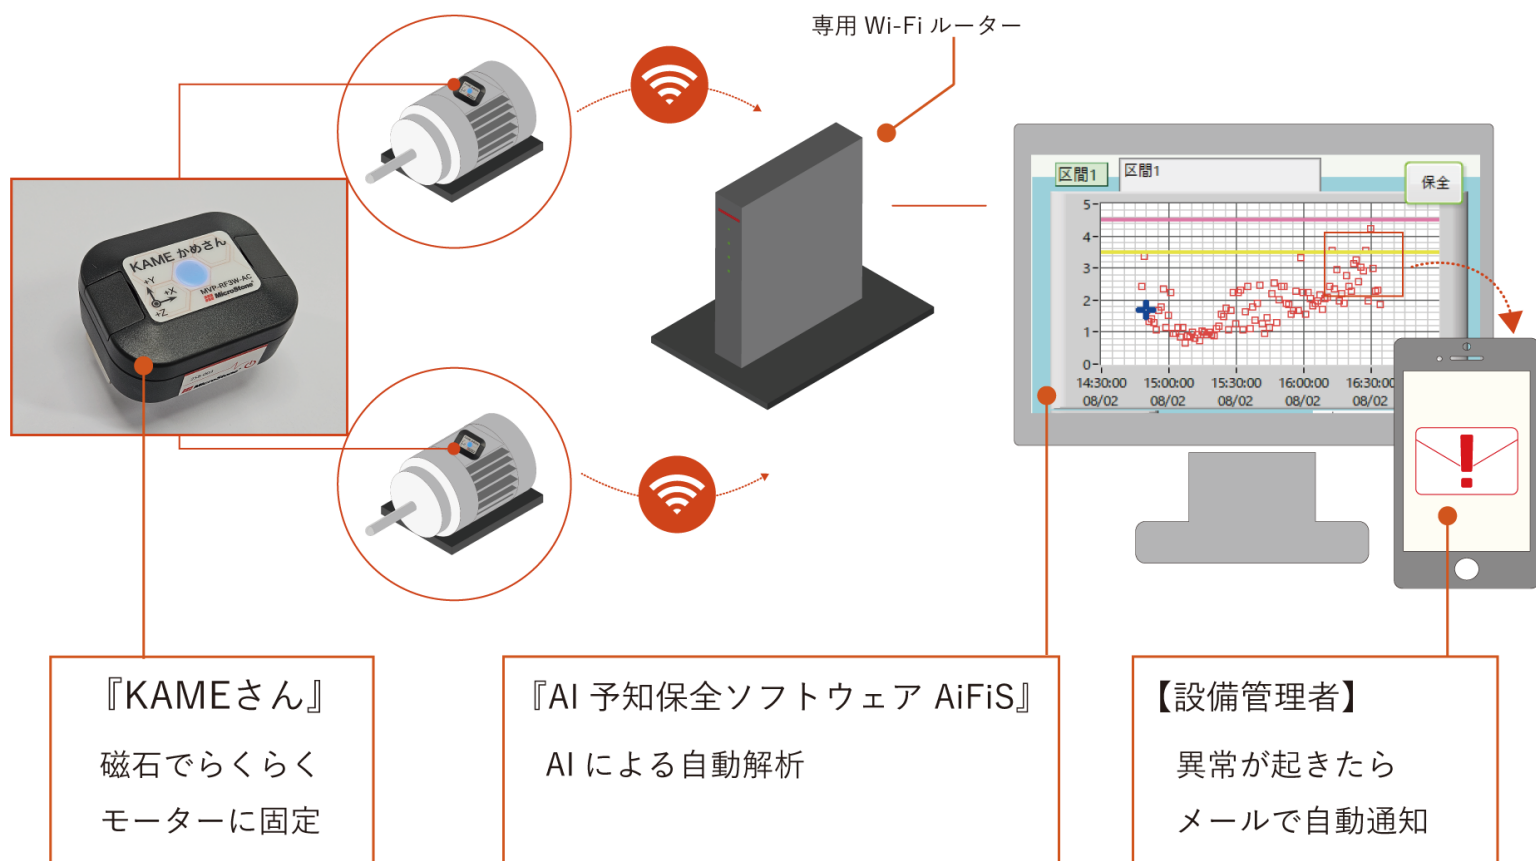 専用 Wi-Fi ルーター
KAME かめさん
+Y
+X
+Z
MVP-RF3W-AC
MicroStone
MicroStone
区間1
区間1
保全
5
4
3
2
1
0
14:30:00 15:00:00 15:30:00 16:00:00 16:30:00
08/02 08/02 08/02 08/02 08/02
『KAMEさん』
磁石でらくらく
モーターに固定
『AI 予知保全ソフトウェア AiFiS』
AI による自動解析
【設備管理者】
異常が起きたら
メールで自動通知